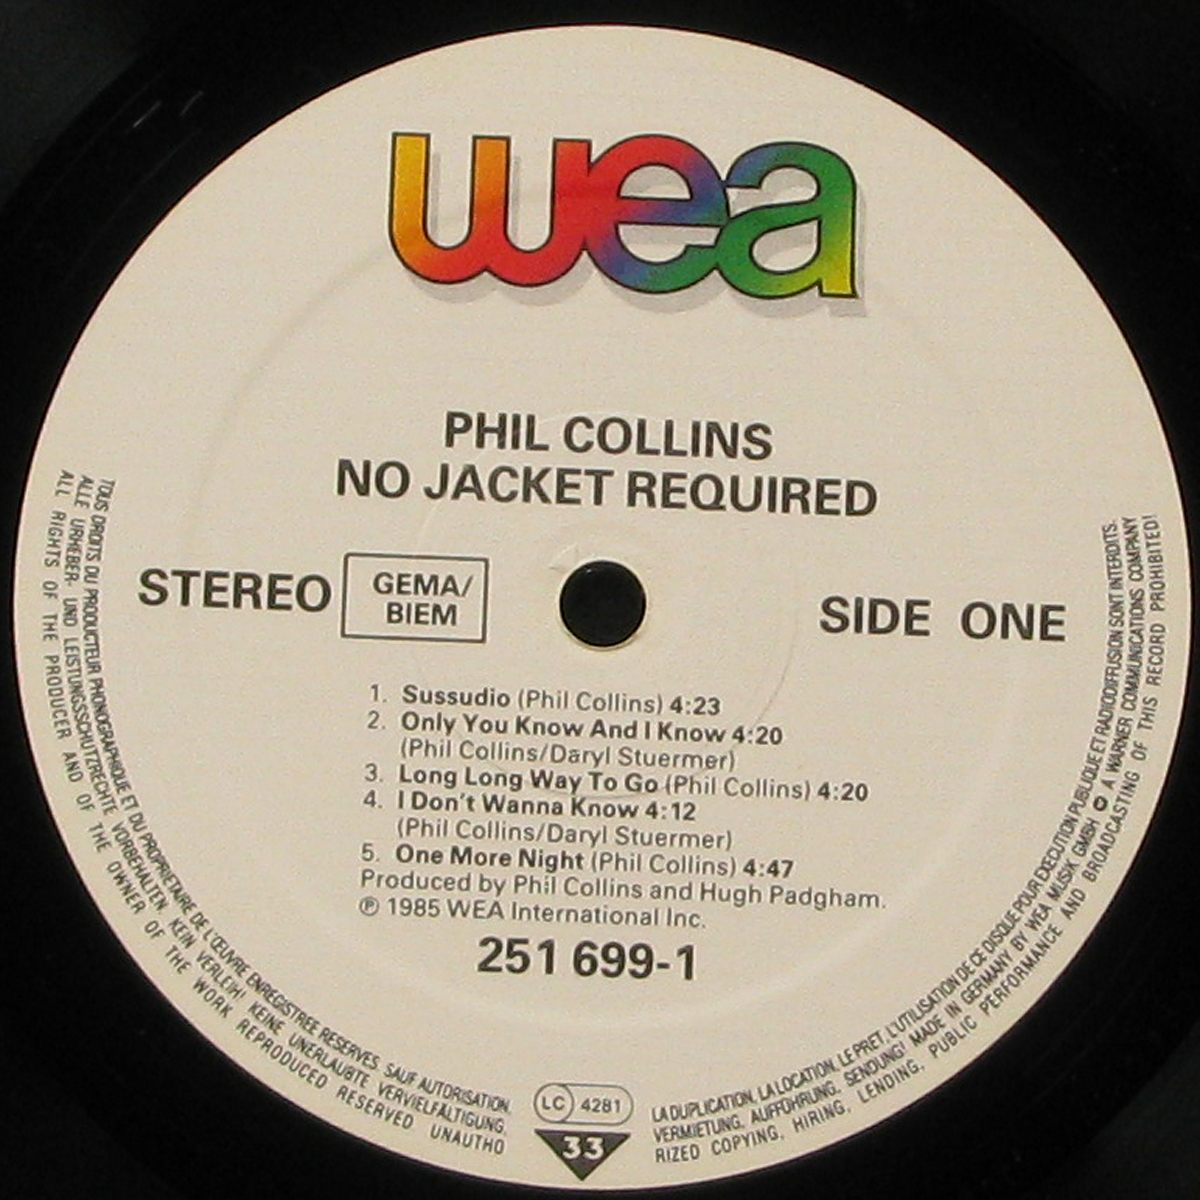 wea
PHIL COLLINS
NO JACKET REQUIRED
STEREO
GEMA/
BIEM
SIDE ONE
1. Sussudio (Phil Collins) 4:23
2. Only You Know And I Know 4:20
(Phil Collins/Daryl Stuermer)
3. Long Long Way To Go (Phil Collins) 4:20
4. I Don't Wanna Know 4:12
(Phil Collins/Daryl Stuermer)
5. One More Night (Phil Collins) 4:47
Produced by Phil Collins and Hugh Padgham.
℗ 1985 WEA International Inc.
251 699-1
TOUS DROITS DU PRODUCTEUR PHONOGRAPHIQUE ET DU PROPRIETAIRE DE L'ŒUVRE ENREGISTREE RESERVES. SAUF AUTORISATION,
LA DUPLICATION, LA LOCATION, LE PRET, L'UTILISATION DE CE DISQUE POUR EXECUTION PUBLIQUE ET RADIODIFFUSION SONT INTERDITS.
ALLE URHEBER- UND LEISTUNGSSCHUTZRECHTE VORBEHALTEN. KEIN VERLEIH! KEINE UNERLAUBTE VERVIELFÄLTIGUNG,
VERMIETUNG, AUFFÜHRUNG, SENDUNG! MADE IN GERMANY BY WEA MUSIK GMBH A WARNER COMMUNICATIONS COMPANY
ALL RIGHTS OF THE PRODUCER AND OF THE OWNER OF THE WORK REPRODUCED RESERVED UNAUTHO
RIZED COPYING, HIRING, LENDING, PUBLIC PERFORMANCE AND BROADCASTING OF THIS RECORD PROHIBITED!
LC 4281
33